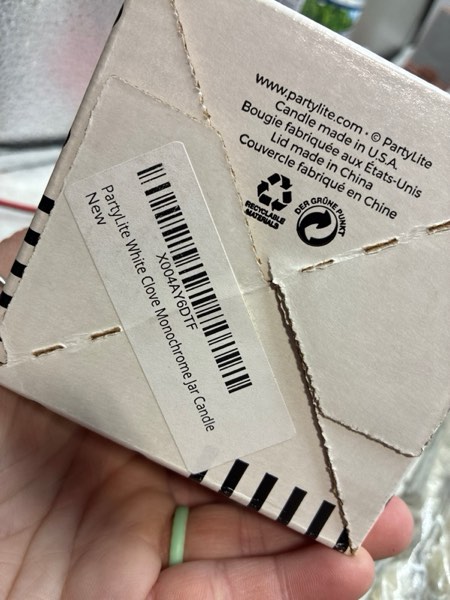 www.partylite.com • © PartyLite
Candle made in U.S.A.
Bougie fabriquée aux États-Unis
Lid made in China
Couvercle fabriqué en Chine
RECYCLABLE
MATERIALS
DER GRÜNE PUNKT
X004AY6DTF
PartyLite White Clove Monochrome Jar Candle
New